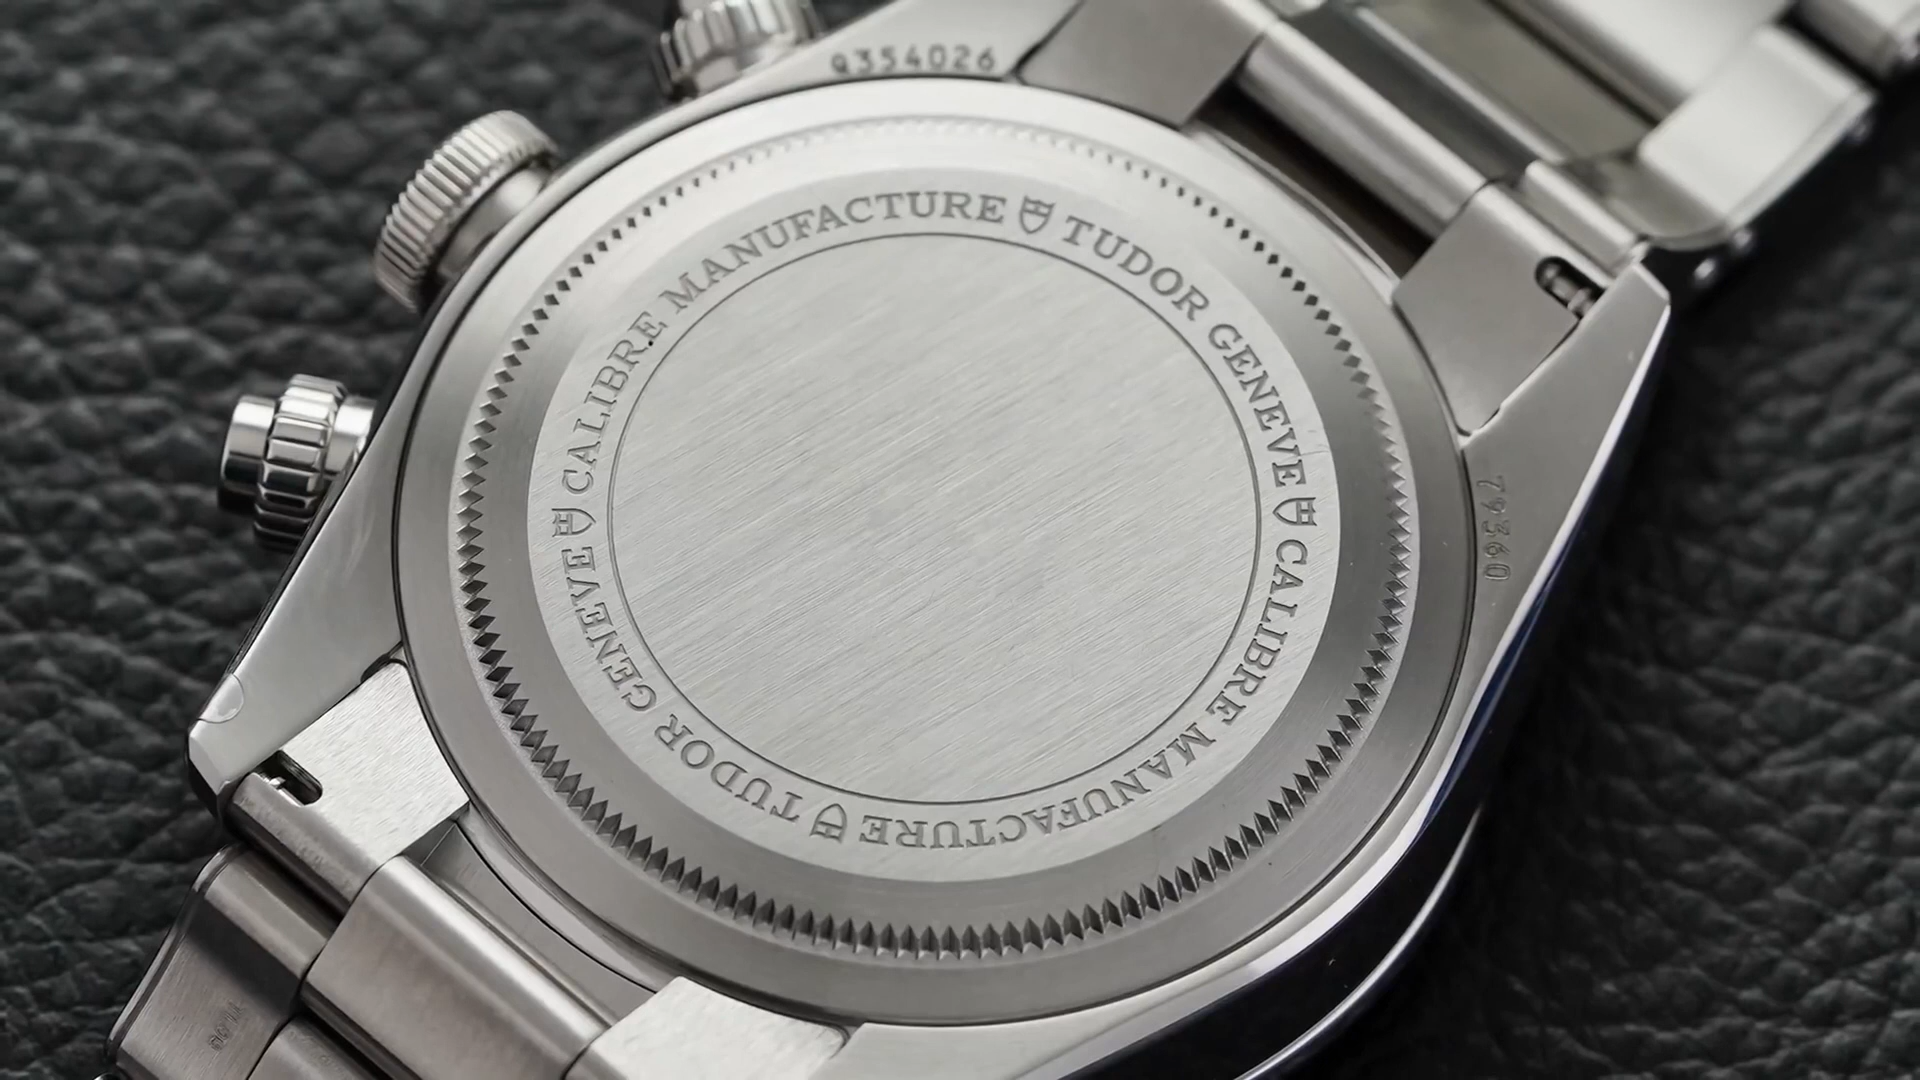 Q354026
CALIBRE MANUFACTURE
TUDOR GENEVE
CALIBRE MANUFACTURE
TUDOR GENEVE
79360